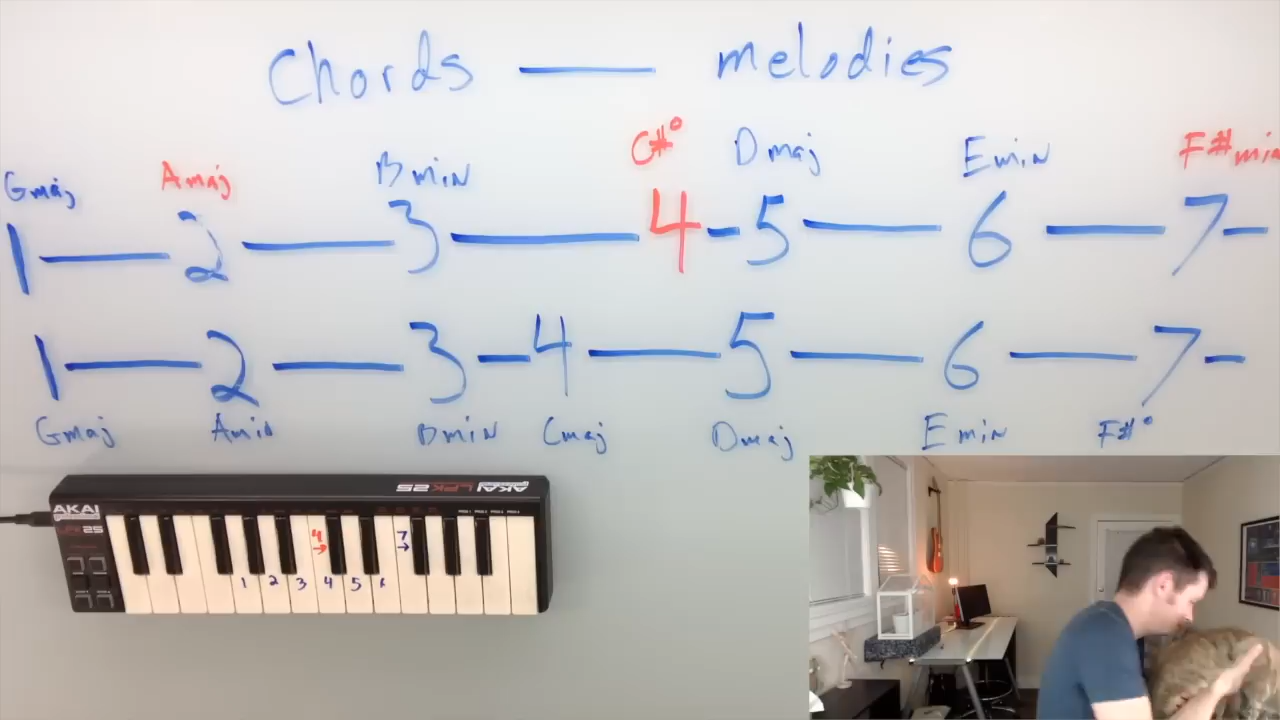 Chords — melodies
Gmaj Amaj Bmin C#° Dmaj Emin F#min
1 — 2 — 3 — 4 - 5 — 6 — 7 -
1 — 2 — 3 - 4 — 5 — 6 — 7 -
Gmaj Amin Bmin Cmaj Dmaj Emin F#°
AKAI LPK25
AKAI
LPK25
4 7
→ →
1 2 3 4 5 6